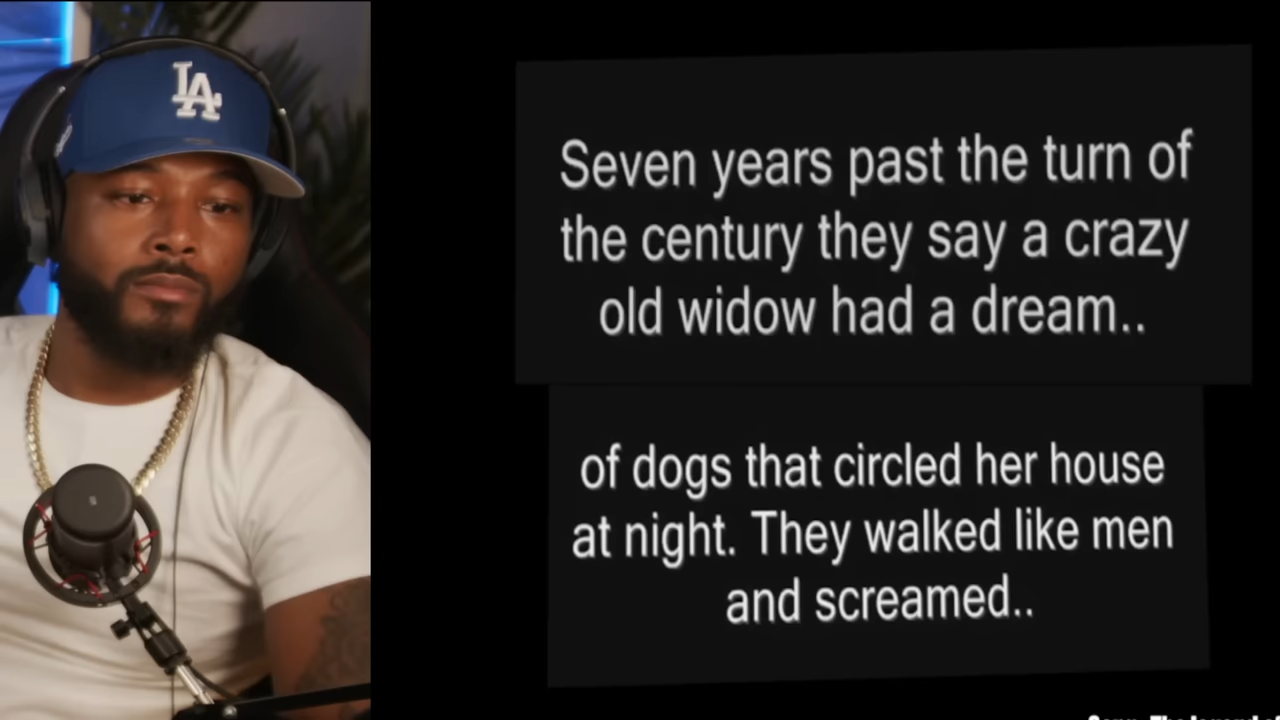 LA
Seven years past the turn of
the century they say a crazy
old widow had a dream..
of dogs that circled her house
at night. They walked like men
and screamed..